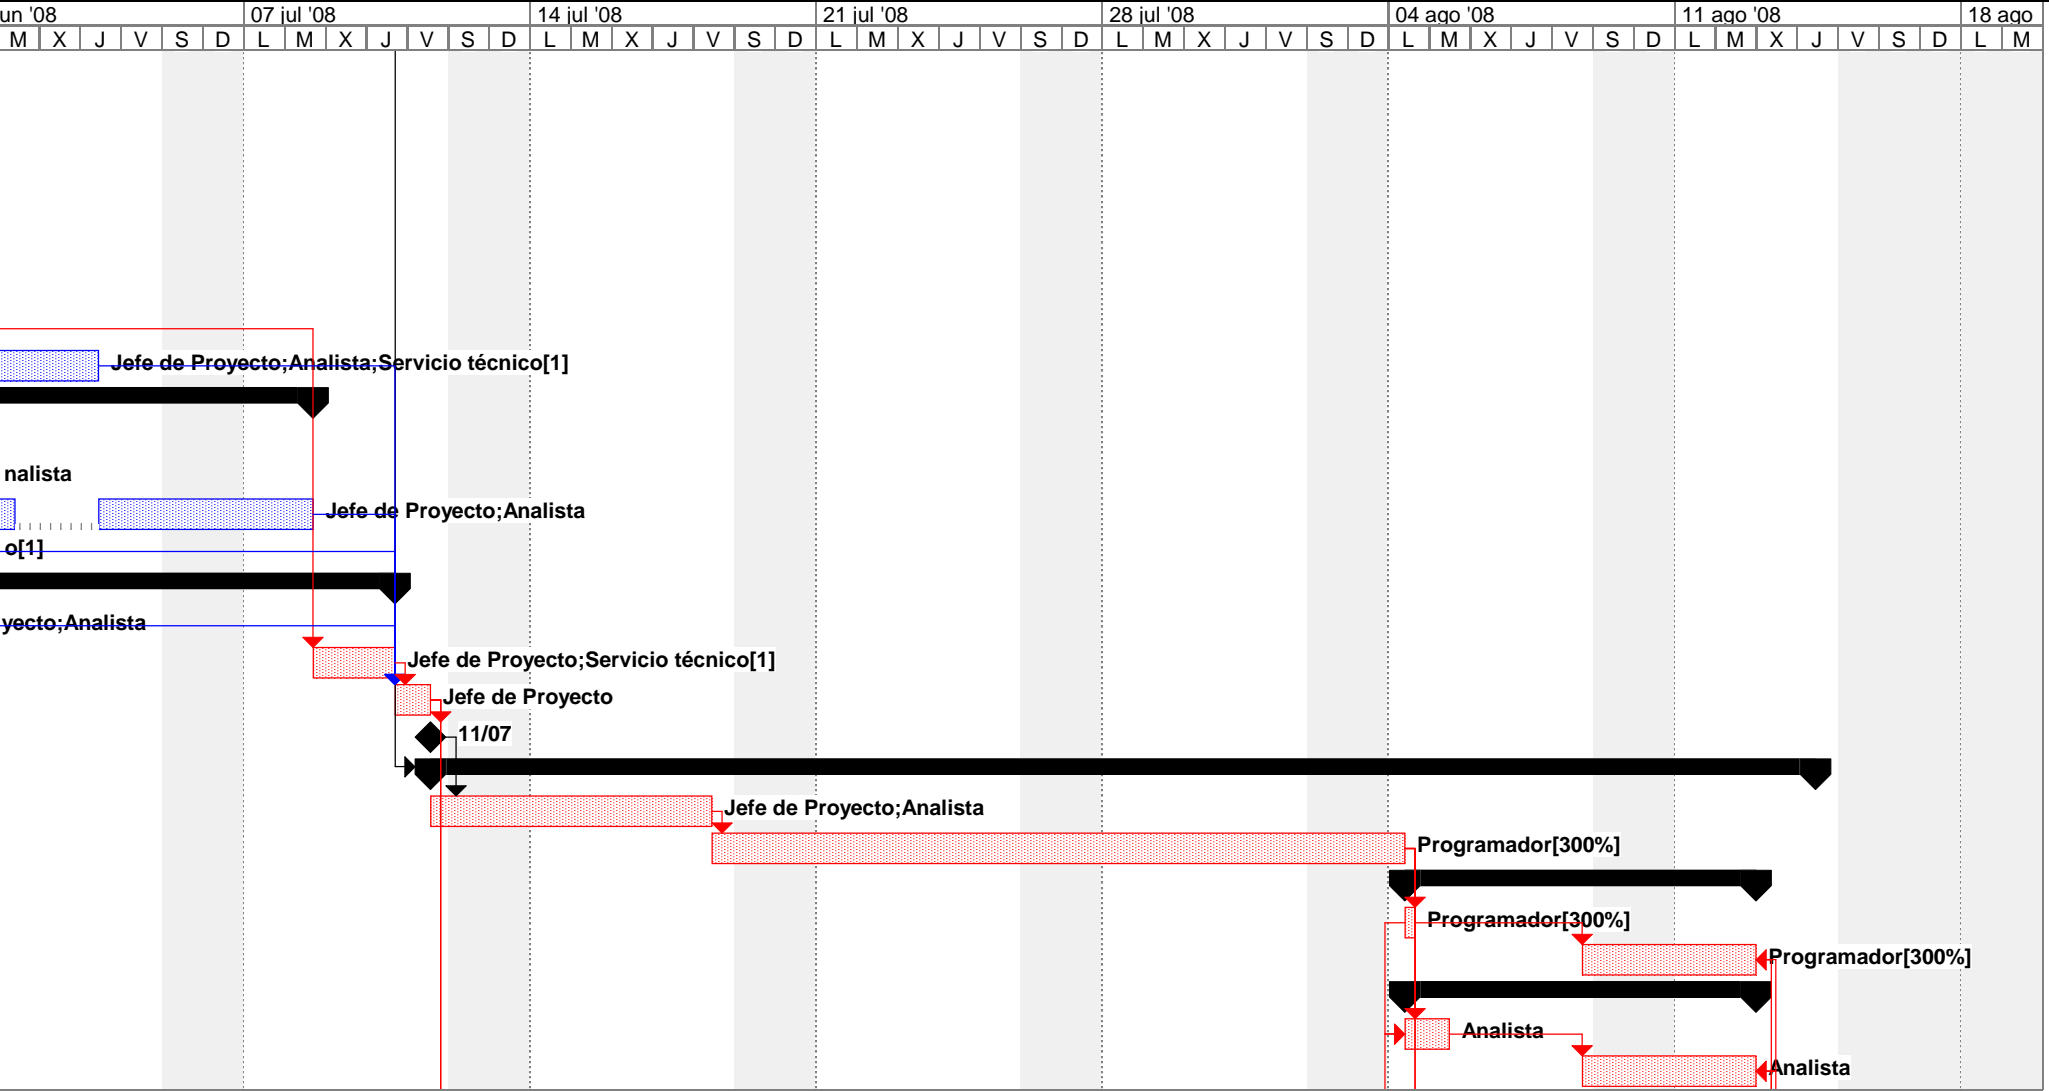 un '08 07 jul '08 14 jul '08 21 jul '08 28 jul '08 04 ago '08 11 ago '08 18 ago
M X J V S D L M X J V S D L M X J V S D L M X J V S D L M X J V S D L M X J V S D L M X J V S D L M
Jefe de Proyecto;Analista;Servicio técnico[1]
nalista
Jefe de Proyecto;Analista
o[1]
yecto;Analista
Jefe de Proyecto;Servicio técnico[1]
Jefe de Proyecto
11/07
Jefe de Proyecto;Analista
Programador[300%]
Programador[300%]
Programador[300%]
Analista
Analista